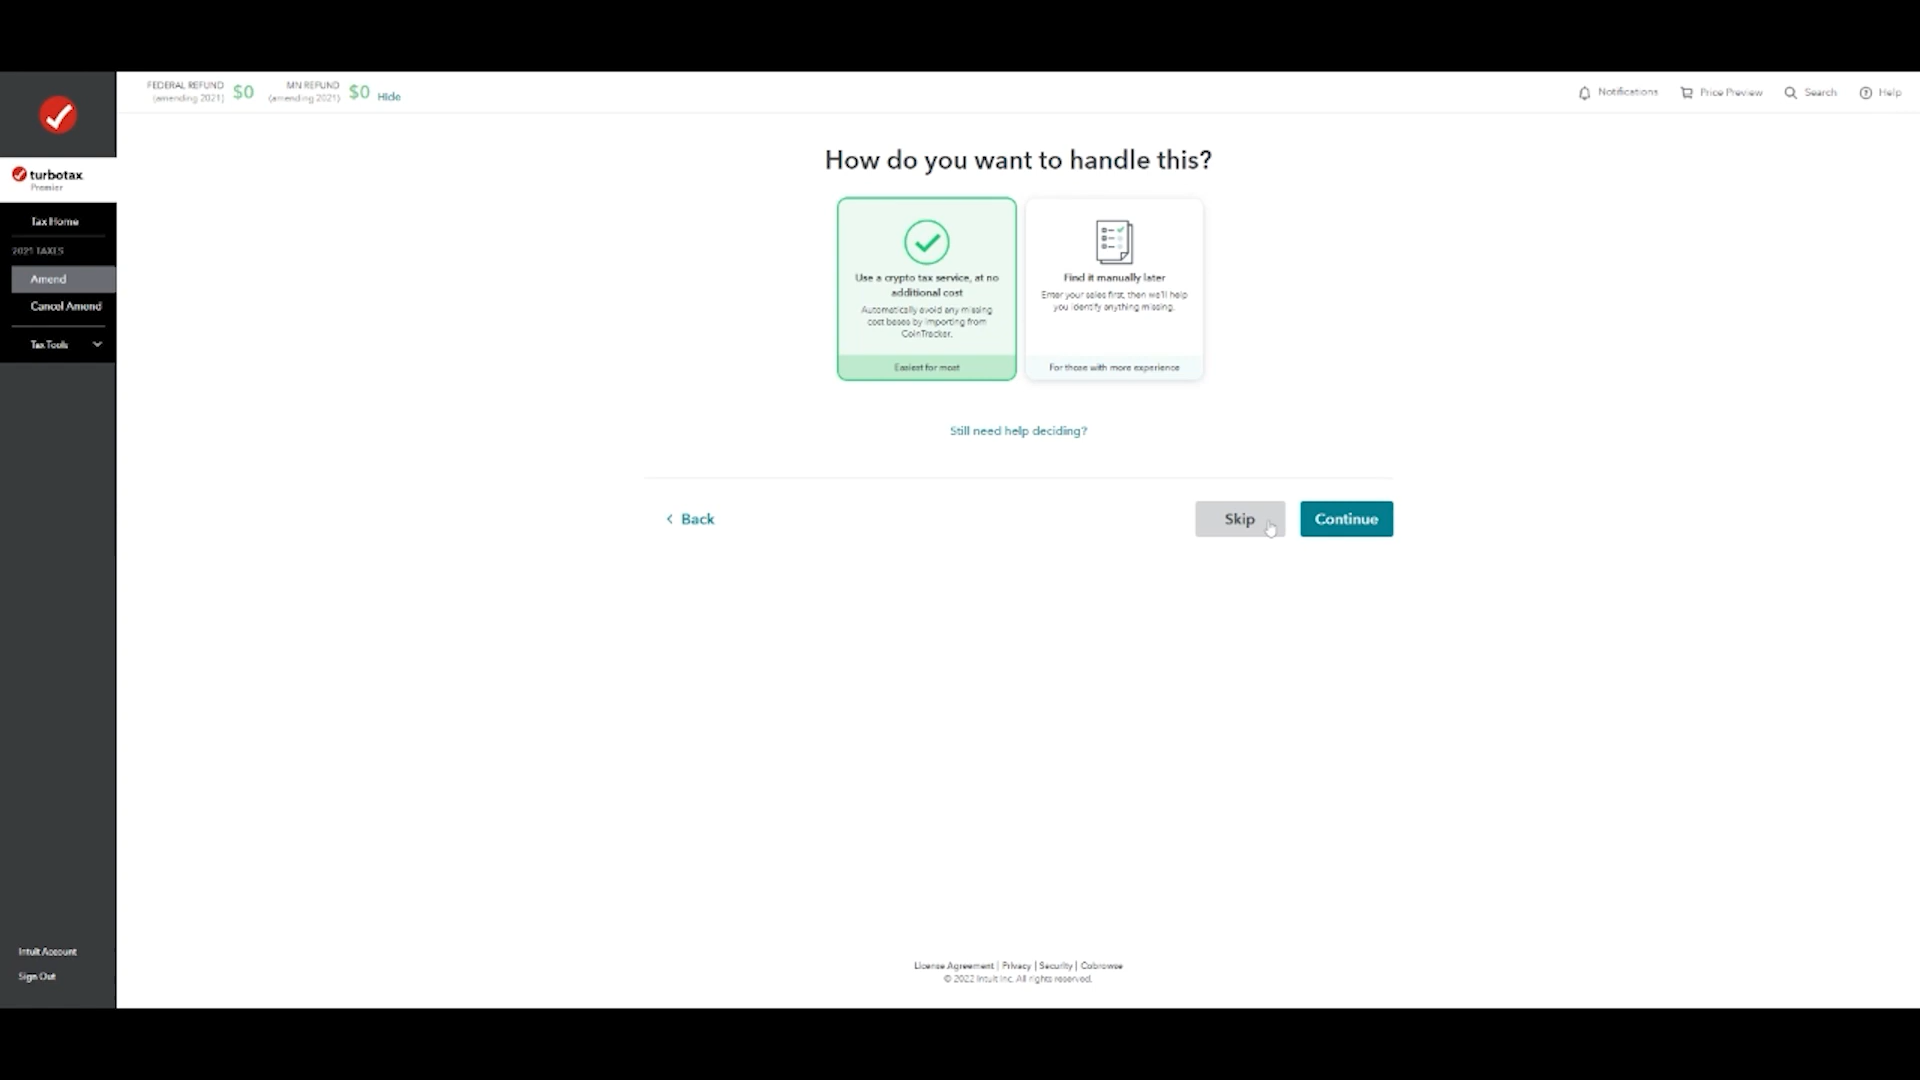 FEDERAL REFUND
(amending 2021)
$0
MN REFUND
(amending 2021)
$0
Hide
Notifications
Price Preview
Search
Help
turbotax
Premier
Tax Home
2021 TAXES
Amend
Cancel Amend
Tax Tools
Intuit Account
Sign Out
How do you want to handle this?
Use a crypto tax service, at no
additional cost
Automatically avoid any missing
cost bases by importing from
CoinTracker.
Easiest for most
Find it manually later
Enter your sales first, then we'll help
you identify anything missing.
For those with more experience
Still need help deciding?
Back
Skip
Continue
License Agreement | Privacy | Security | Cobrowse
© 2022 Intuit Inc. All rights reserved.